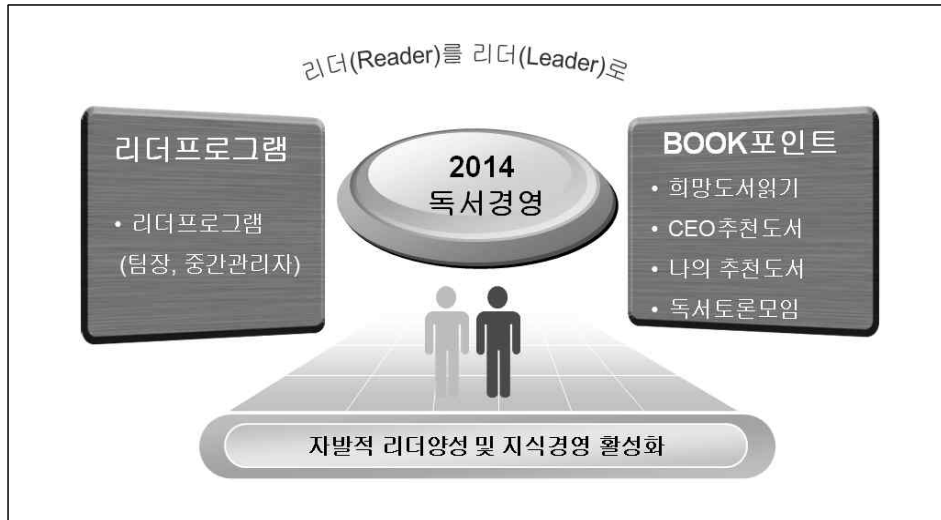 리더(Reader)를 리더(Leader)로
리더프로그램
• 리더프로그램
(팀장, 중간관리자)
2014
독서경영
BOOK포인트
• 희망도서읽기
• CEO추천도서
• 나의 추천도서
• 독서토론모임
자발적 리더양성 및 지식경영 활성화